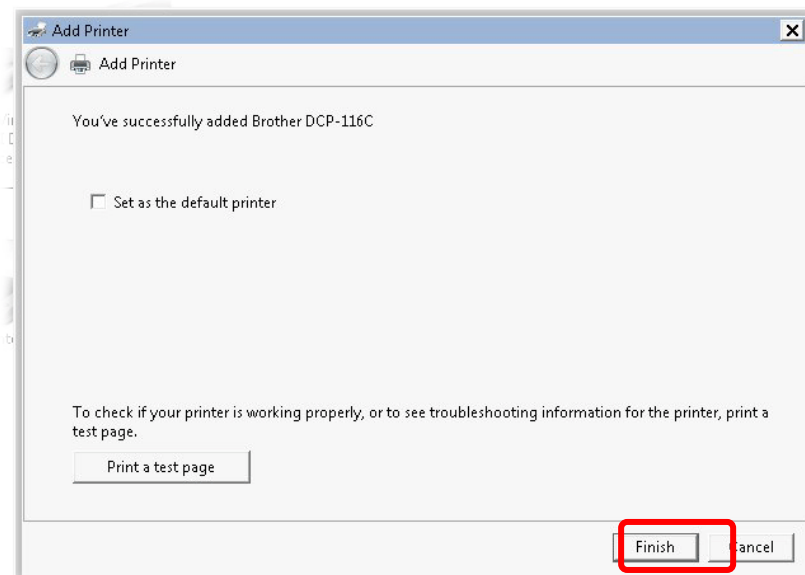 Add Printer
Add Printer
You've successfully added Brother DCP-116C
Set as the default printer
To check if your printer is working properly, or to see troubleshooting information for the printer, print a
test page.
Print a test page
Finish
Cancel